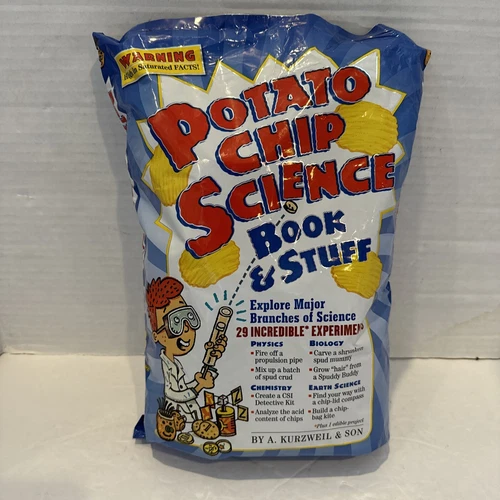 WARNING
Saturated FACTS!
POTATO
CHIP
SCIENCE
BOOK
& STUFF
Explore Major
Branches of Science
29 INCREDIBLE* EXPERIMEN
PHYSICS
• Fire off a
propulsion pipe
• Mix up a batch
of spud crud
CHEMISTRY
• Create a CSI
Detective Kit
• Analyze the acid
content of chips
BIOLOGY
• Carve a shrunken
spud mummy
• Grow "hair" from
a Spuddy Buddy
EARTH SCIENCE
• Find your way with
a chip-lid compass
• Build a chip-
bag kite
*Plus 1 edible project
BY A. KURZWEIL & SON